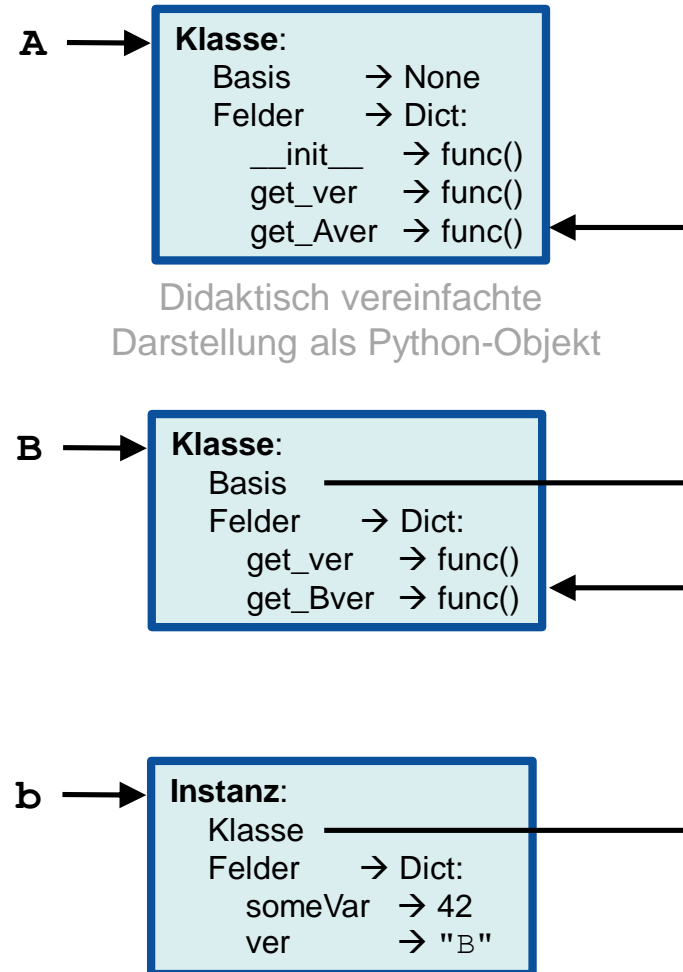 A Klasse:
Basis → None
Felder → Dict:
__init__ → func()
get_ver → func()
get_Aver → func()
Didaktisch vereinfachte
Darstellung als Python-Objekt
B Klasse:
Basis
Felder → Dict:
get_ver → func()
get_Bver → func()
b Instanz:
Klasse
Felder → Dict:
someVar → 42
ver → "B"